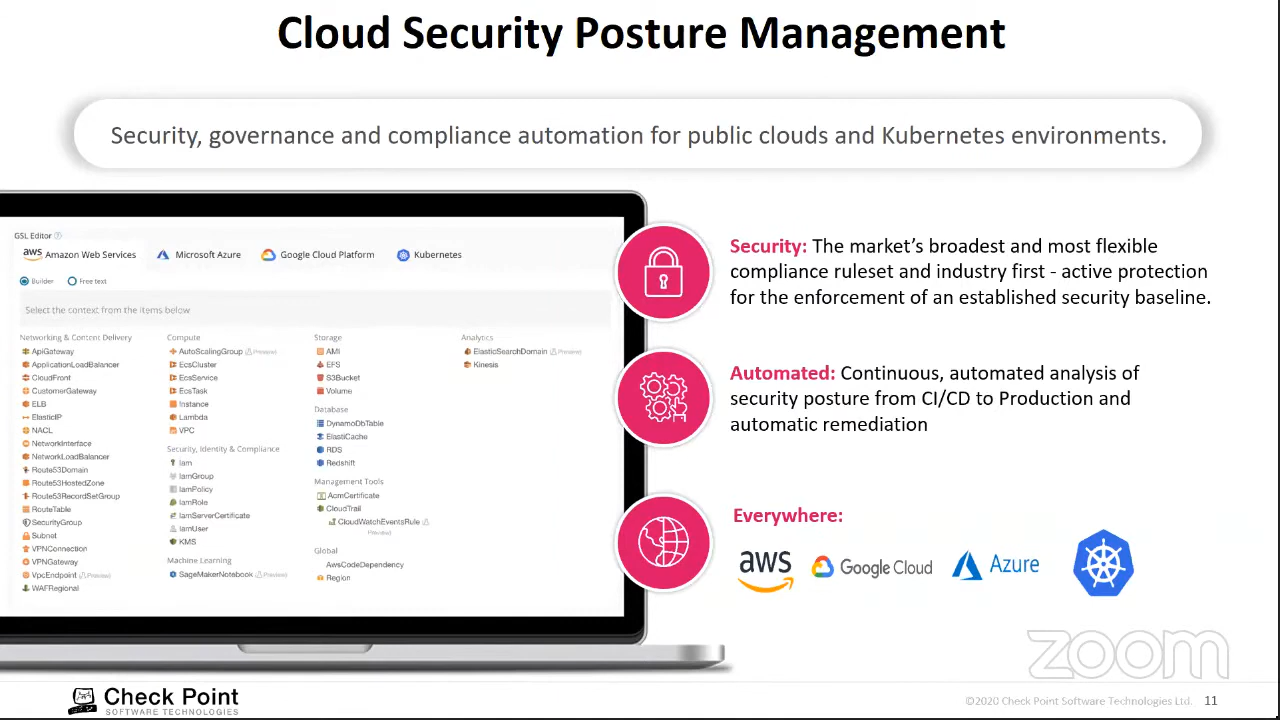 Cloud Security Posture Management
Security, governance and compliance automation for public clouds and Kubernetes environments.
GSL Editor
aws Amazon Web Services
Microsoft Azure
Google Cloud Platform
Kubernetes
Builder
Free text
Select the context from the items below
Networking & Content Delivery
ApiGateway
ApplicationLoadBalancer
CloudFront
CustomerGateway
ELB
ElasticIP
NACL
NetworkInterface
NetworkLoadBalancer
Route53Domain
Route53HostedZone
Route53RecordSetGroup
RouteTable
SecurityGroup
Subnet
VPNConnection
VPNGateway
VpcEndpoint (Preview)
WAFRegional
Compute
AutoScalingGroup (Preview)
EcsCluster
EcsService
EcsTask
Instance
Lambda
VPC
Security, Identity & Compliance
Iam
IamGroup
IamPolicy
IamRole
IamServerCertificate
IamUser
KMS
Machine Learning
SageMakerNotebook (Preview)
Storage
AMI
EFS
S3Bucket
Volume
Database
DynamoDbTable
ElastiCache
RDS
Redshift
Management Tools
AcmCertificate
CloudTrail
CloudWatchEventsRule (
Preview)
Global
AwsCodeDependency
Region
Analytics
ElasticSearchDomain (Preview)
Kinesis
Security: The market's broadest and most flexible
compliance ruleset and industry first - active protection
for the enforcement of an established security baseline.
Automated: Continuous, automated analysis of
security posture from CI/CD to Production and
automatic remediation
Everywhere:
aws
Google Cloud
Azure
zoom
Check Point
SOFTWARE TECHNOLOGIES
©2020 Check Point Software Technologies Ltd.
11